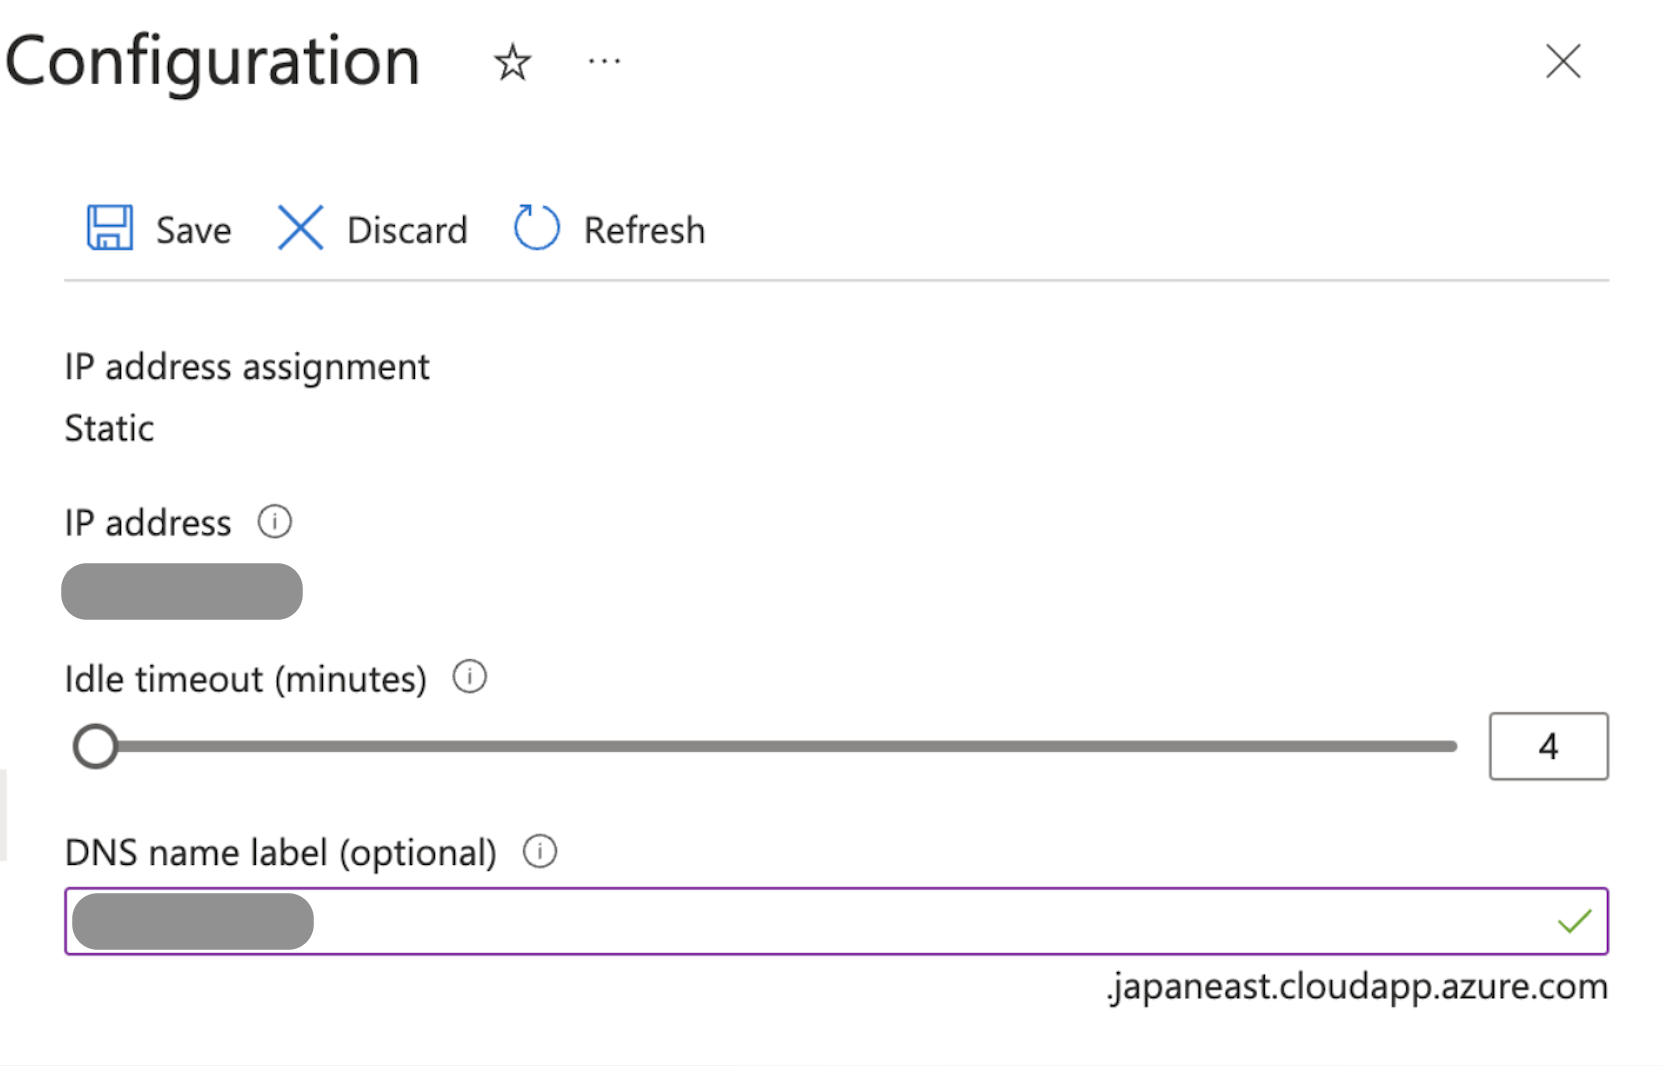 Configuration
Save Discard Refresh
IP address assignment
Static
IP address
Idle timeout (minutes)
4
DNS name label (optional)
.japaneast.cloudapp.azure.com